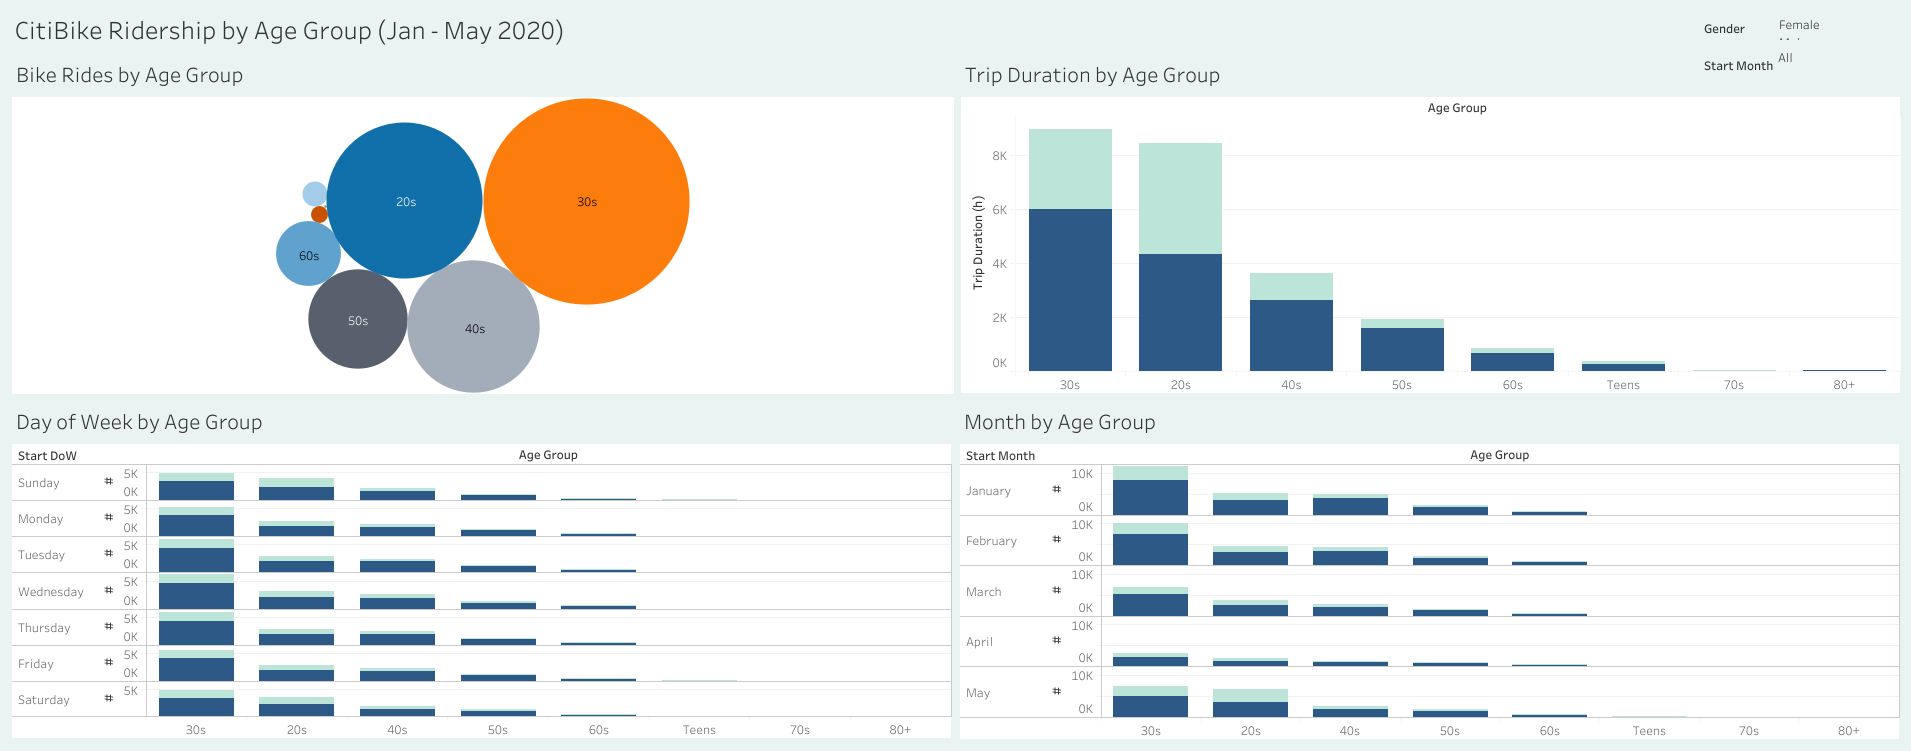 CitiBike Ridership by Age Group (Jan - May 2020)
Gender Female
Start Month All
Bike Rides by Age Group
20s
30s
60s
50s
40s
Trip Duration by Age Group
Age Group
Trip Duration (h)
8K
6K
4K
2K
0K
30s 20s 40s 50s 60s Teens 70s 80+
Day of Week by Age Group
Start DoW Age Group
Sunday # 5K
0K
Monday # 5K
0K
Tuesday # 5K
0K
Wednesday # 5K
0K
Thursday # 5K
0K
Friday # 5K
0K
Saturday # 5K
30s 20s 40s 50s 60s Teens 70s 80+
Month by Age Group
Start Month Age Group
January # 10K
0K
February # 10K
0K
March # 10K
0K
April # 10K
0K
May # 10K
0K
30s 20s 40s 50s 60s Teens 70s 80+